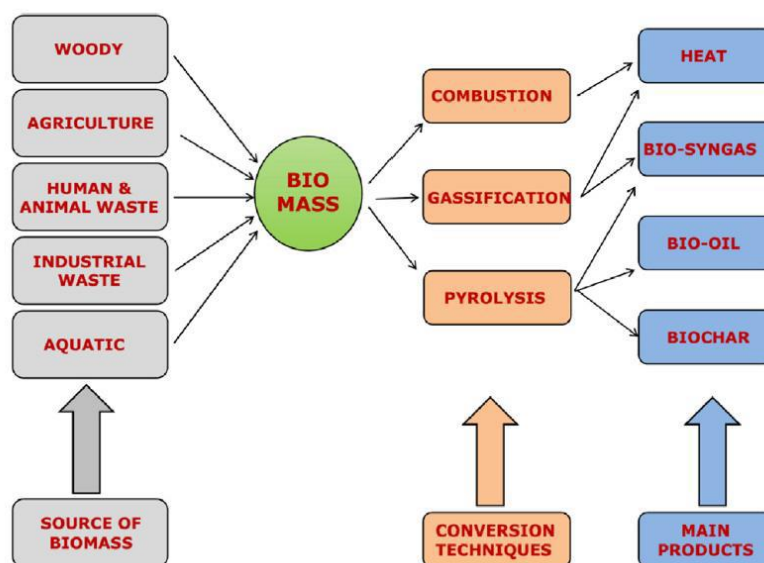 WOODY
AGRICULTURE
HUMAN &
ANIMAL WASTE
INDUSTRIAL
WASTE
AQUATIC
SOURCE OF
BIOMASS
BIO
MASS
COMBUSTION
GASSIFICATION
PYROLYSIS
CONVERSION
TECHNIQUES
HEAT
BIO-SYNGAS
BIO-OIL
BIOCHAR
MAIN
PRODUCTS